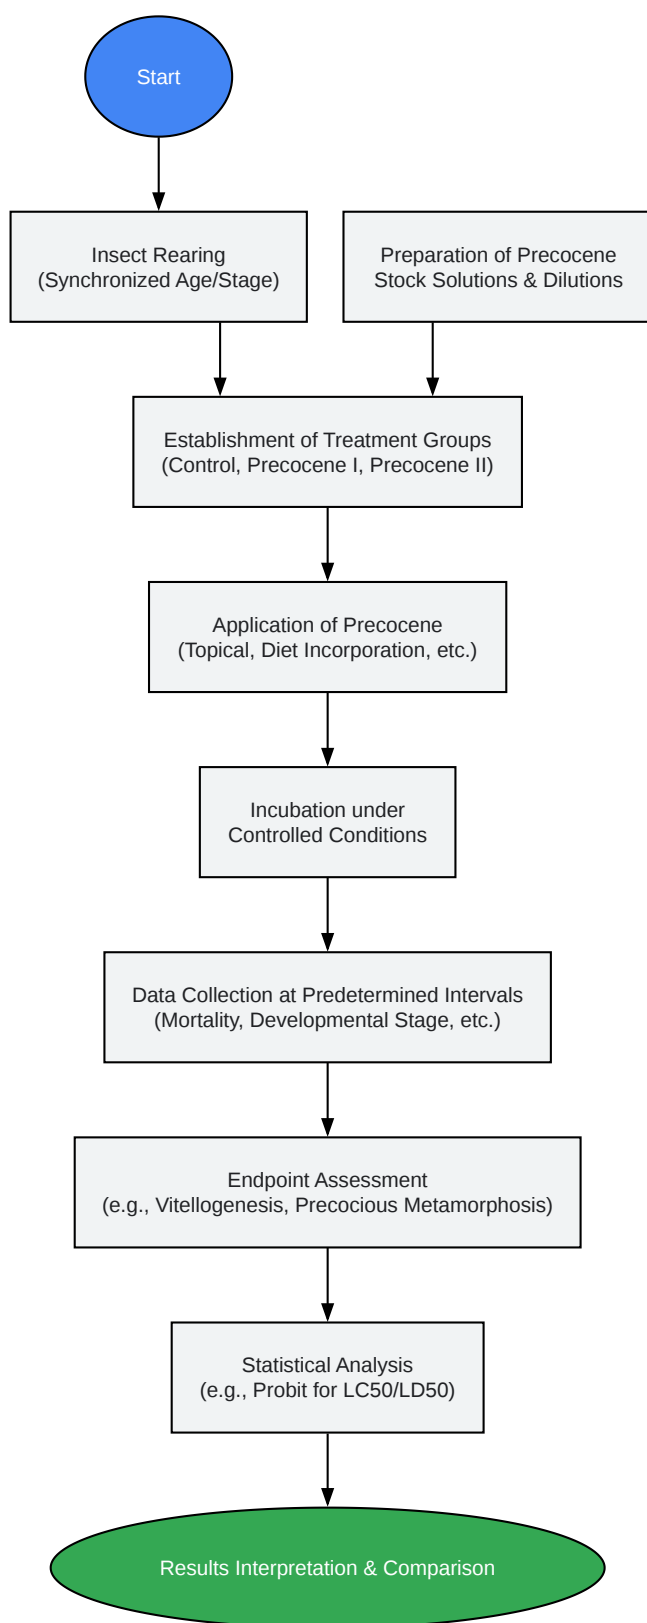 Start
Insect Rearing
(Synchronized Age/Stage)
Preparation of Precocene
Stock Solutions & Dilutions
Establishment of Treatment Groups
(Control, Precocene I, Precocene II)
Application of Precocene
(Topical, Diet Incorporation, etc.)
Incubation under
Controlled Conditions
Data Collection at Predetermined Intervals
(Mortality, Developmental Stage, etc.)
Endpoint Assessment
(e.g., Vitellogenesis, Precocious Metamorphosis)
Statistical Analysis
(e.g., Probit for LC50/LD50)
Results Interpretation & Comparison